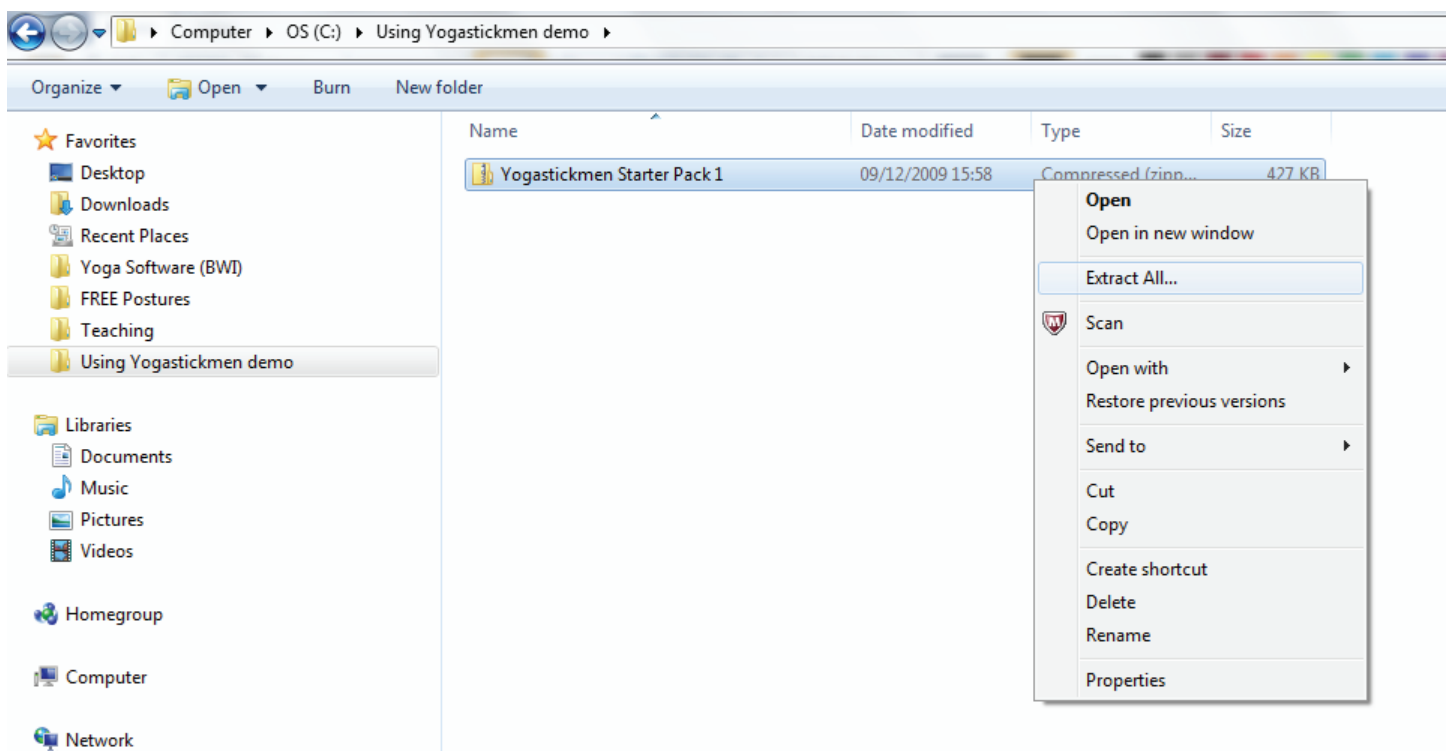 Computer ▸ OS (C:) ▸ Using Yogastickmen demo ▸
Organize Open Burn New folder
Favorites
Desktop
Downloads
Recent Places
Yoga Software (BWI)
FREE Postures
Teaching
Using Yogastickmen demo
Libraries
Documents
Music
Pictures
Videos
Homegroup
Computer
Network
Name Date modified Type Size
Yogastickmen Starter Pack 1 09/12/2009 15:58 Compressed (zipp... 427 KB
Open
Open in new window
Extract All...
Scan
Open with
Restore previous versions
Send to
Cut
Copy
Create shortcut
Delete
Rename
Properties